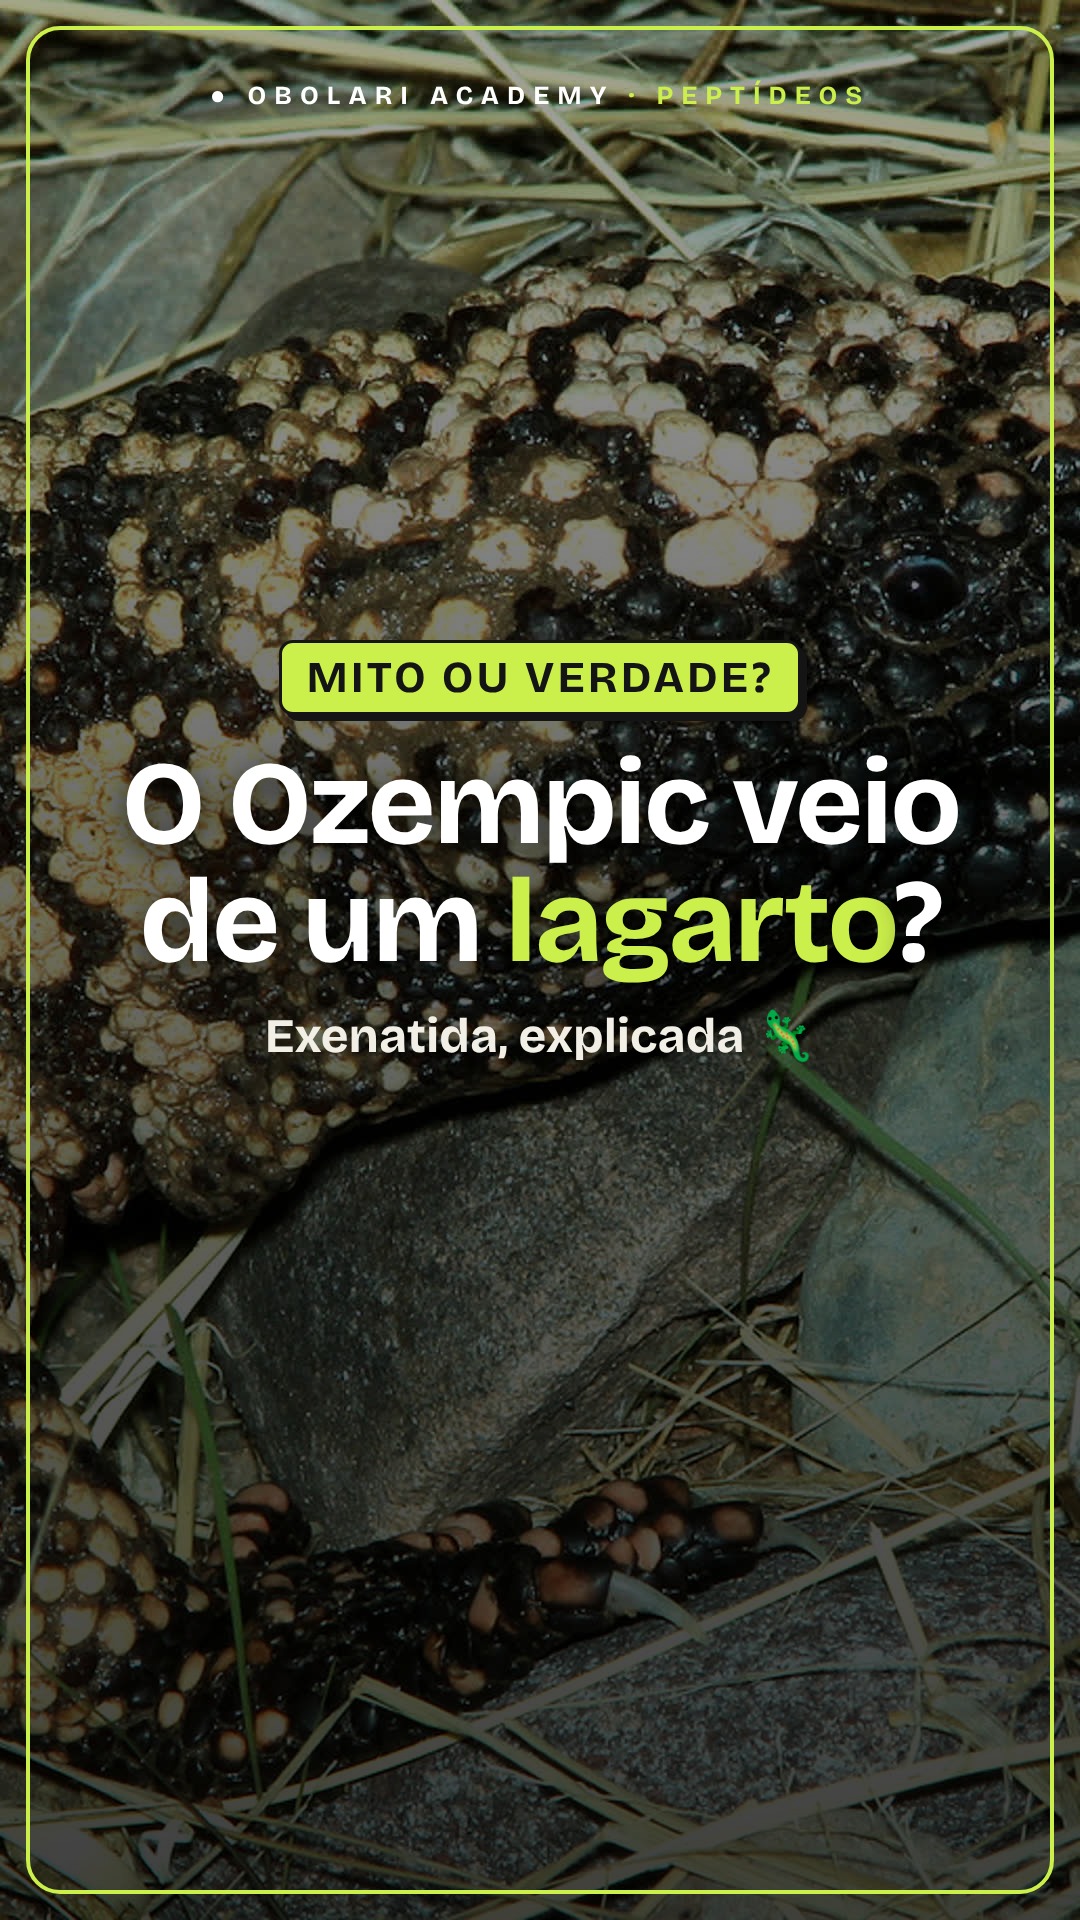 • OBOLARI ACADEMY · PEPTÍDEOS
MITO OU VERDADE?
O Ozempic veio
de um lagarto?
Exenatida, explicada 🦎